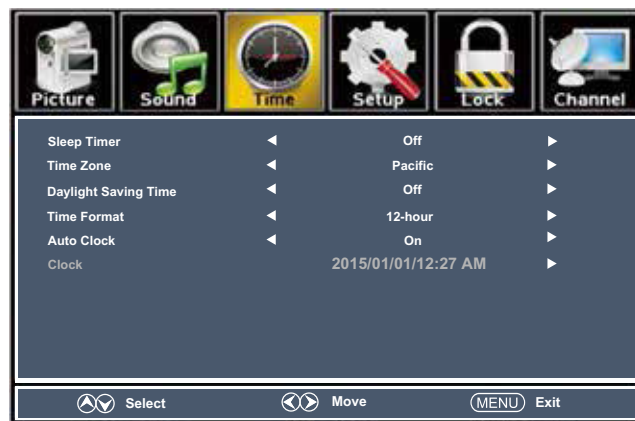 Picture Sound Time Setup Lock Channel
Sleep Timer Off
Time Zone Pacific
Daylight Saving Time Off
Time Format 12-hour
Auto Clock On
Clock 2015/01/01/12:27 AM
Select Move MENU Exit